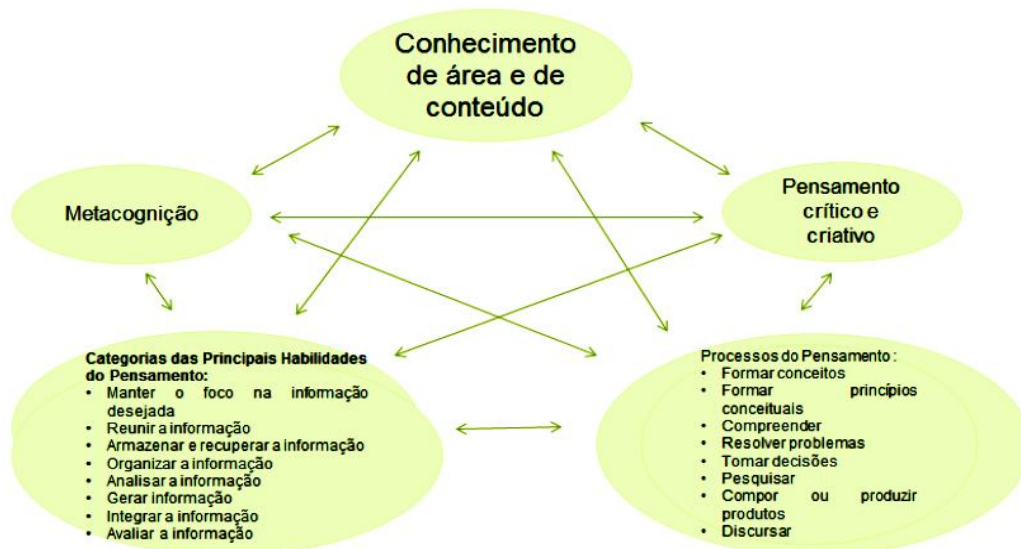 Conhecimento
de área e de
conteúdo
Metacognição
Pensamento
crítico e
criativo
Categorias das Principais Habilidades
do Pensamento:
• Manter o foco na informação
desejada
• Reunir a informação
• Armazenar e recuperar a informação
• Organizar a informação
• Analisar a informação
• Gerar informação
• Integrar a informação
• Avaliar a informação
Processos do Pensamento :
• Formar conceitos
• Formar princípios
conceituais
• Compreender
• Resolver problemas
• Tomar decisões
• Pesquisar
• Compor ou produzir
produtos
• Discursar